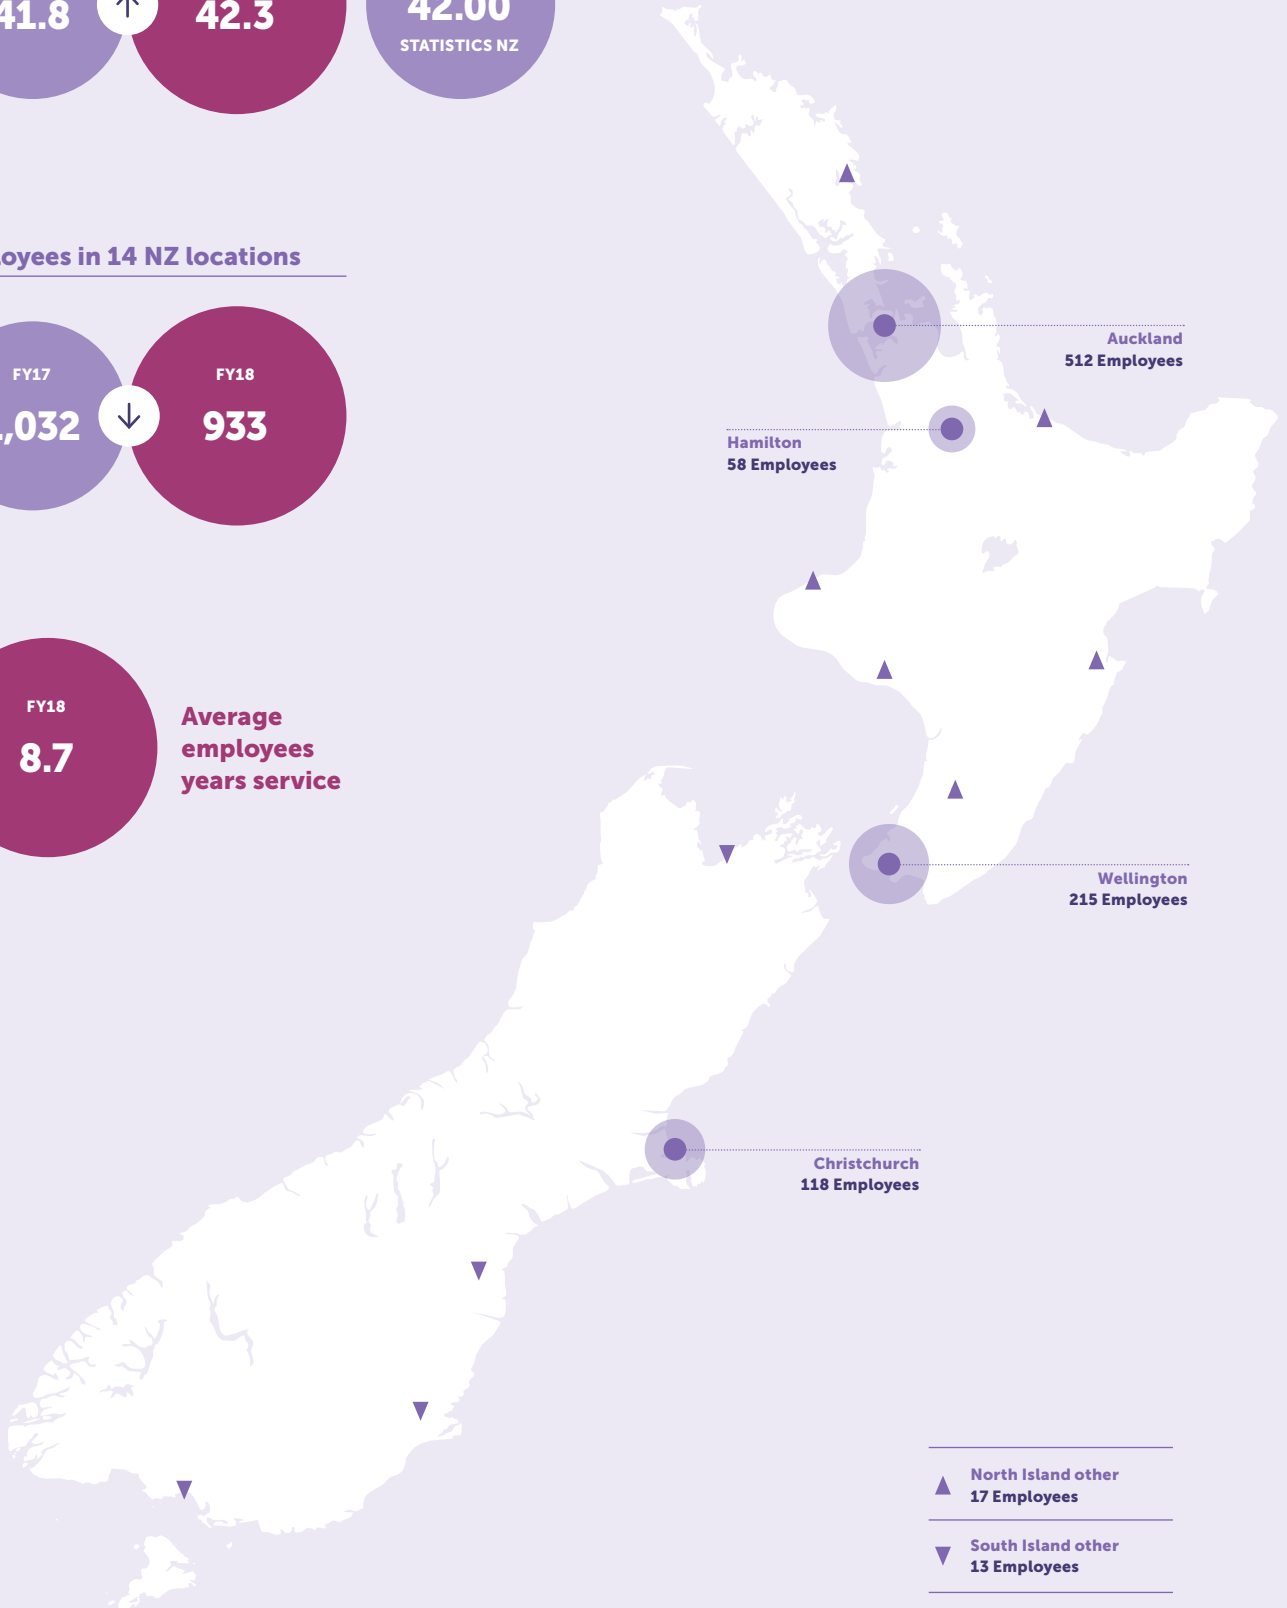 41.8
42.3
42.00
STATISTICS NZ
in 14 NZ locations
FY17
,032
FY18
933
FY18
8.7
Average
employees
years service
Auckland
512 Employees
Hamilton
58 Employees
Wellington
215 Employees
Christchurch
118 Employees
North Island other
17 Employees
South Island other
13 Employees